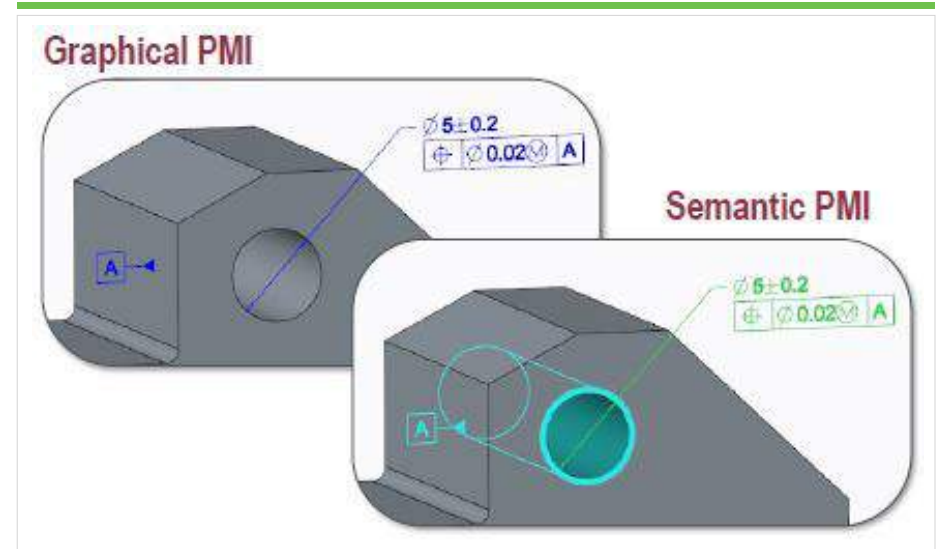 Graphical PMI
∅5±0.2
⌖ ∅0.02Ⓜ A
A
Semantic PMI
∅5±0.2
⌖ ∅0.02Ⓜ A
A